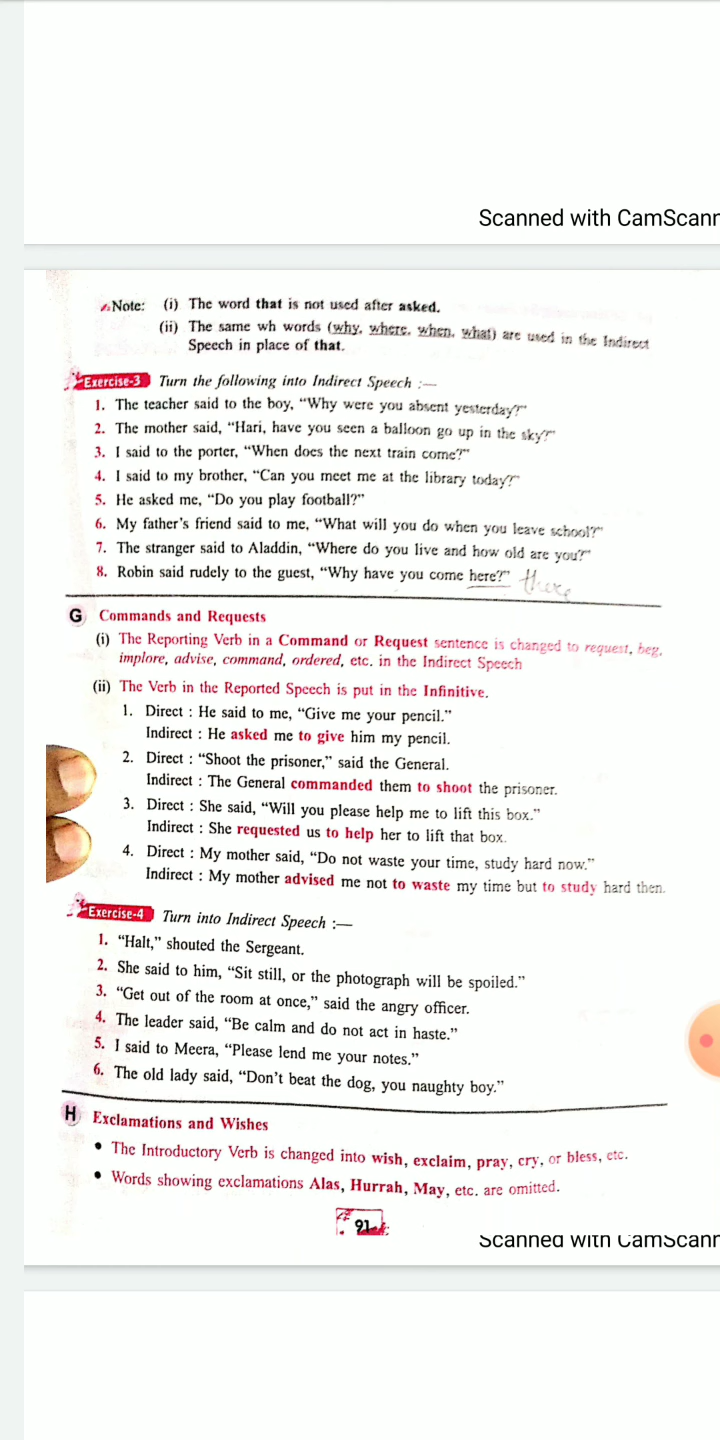 Scanned with CamScanr
Note: (i) The word that is not used after asked.
(ii) The same wh words (why, where, when, what) are used in the Indirect
Speech in place of that.
Exercise-3 Turn the following into Indirect Speech :—
1. The teacher said to the boy, “Why were you absent yesterday?”
2. The mother said, “Hari, have you seen a balloon go up in the sky?”
3. I said to the porter, “When does the next train come?”
4. I said to my brother, “Can you meet me at the library today?”
5. He asked me, “Do you play football?”
6. My father's friend said to me, “What will you do when you leave school?”
7. The stranger said to Aladdin, “Where do you live and how old are you?”
8. Robin said rudely to the guest, “Why have you come here?” there
G Commands and Requests
(i) The Reporting Verb in a Command or Request sentence is changed to request, beg,
implore, advise, command, ordered, etc. in the Indirect Speech
(ii) The Verb in the Reported Speech is put in the Infinitive.
1. Direct : He said to me, “Give me your pencil.”
Indirect : He asked me to give him my pencil.
2. Direct : “Shoot the prisoner,” said the General.
Indirect : The General commanded them to shoot the prisoner.
3. Direct : She said, “Will you please help me to lift this box.”
Indirect : She requested us to help her to lift that box.
4. Direct : My mother said, “Do not waste your time, study hard now.”
Indirect : My mother advised me not to waste my time but to study hard then.
Exercise-4 Turn into Indirect Speech :—
1. “Halt,” shouted the Sergeant.
2. She said to him, “Sit still, or the photograph will be spoiled.”
3. “Get out of the room at once,” said the angry officer.
4. The leader said, “Be calm and do not act in haste.”
5. I said to Meera, “Please lend me your notes.”
6. The old lady said, “Don't beat the dog, you naughty boy.”
H Exclamations and Wishes
• The Introductory Verb is changed into wish, exclaim, pray, cry, or bless, etc.
• Words showing exclamations Alas, Hurrah, May, etc. are omitted.
91
Scanned with CamScanr